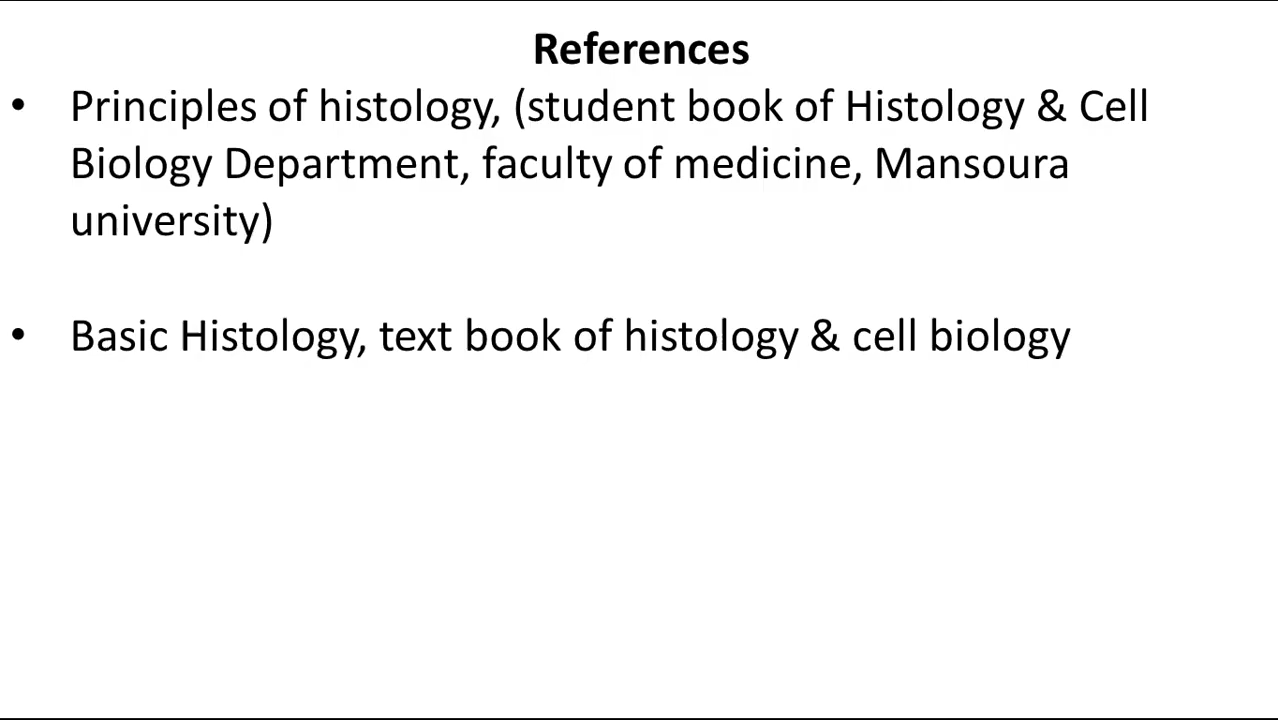 References
• Principles of histology, (student book of Histology & Cell
Biology Department, faculty of medicine, Mansoura
university)
• Basic Histology, text book of histology & cell biology